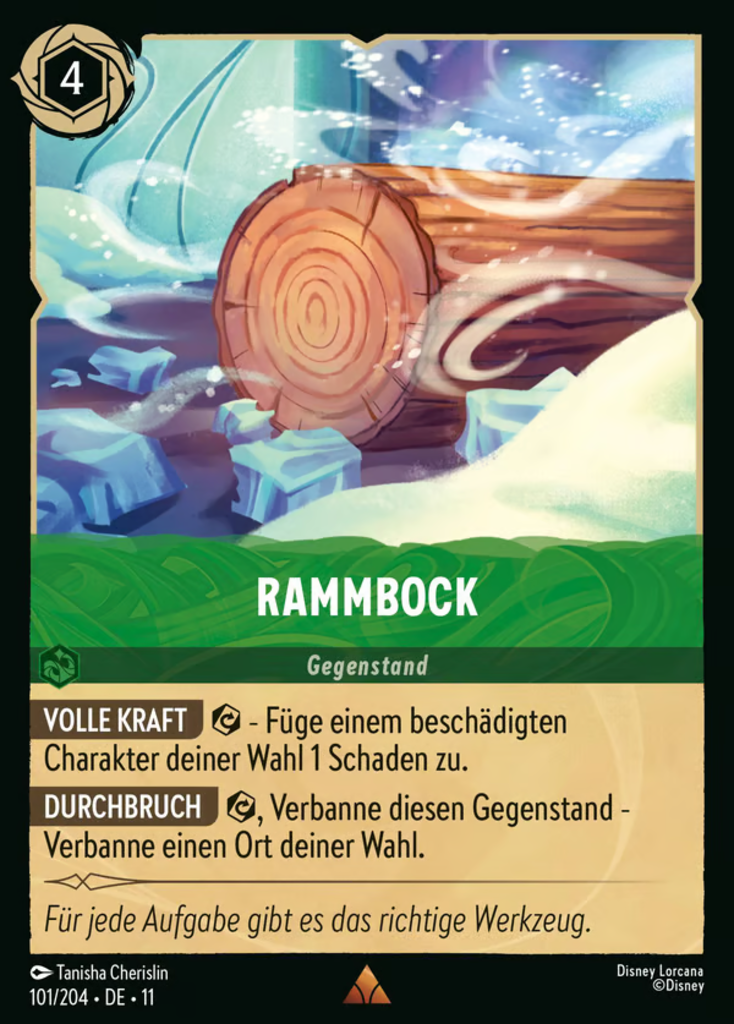 4
RAMMBOCK
Gegenstand
VOLLE KRAFT - Füge einem beschädigten
Charakter deiner Wahl 1 Schaden zu.
DURCHBRUCH , Verbanne diesen Gegenstand -
Verbanne einen Ort deiner Wahl.
Für jede Aufgabe gibt es das richtige Werkzeug.
Tanisha Cherislin
101/204 • DE • 11
Disney Lorcana
©Disney